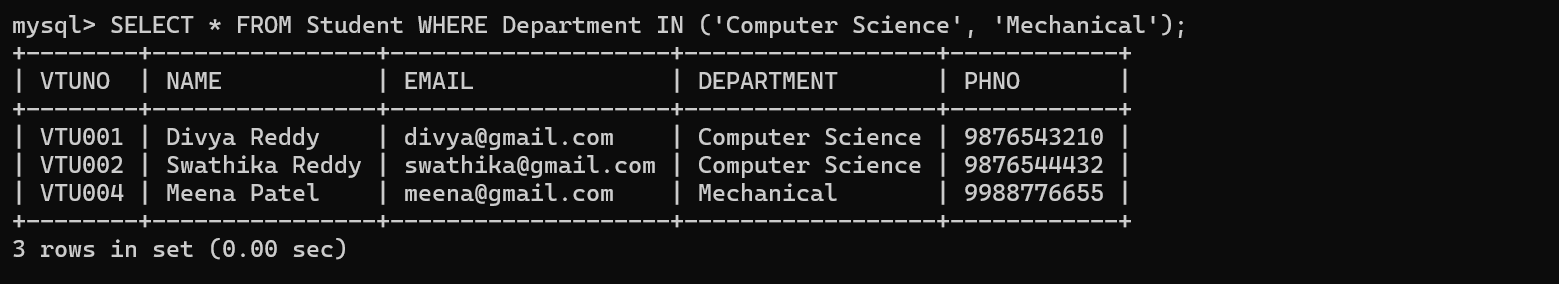 mysql> SELECT * FROM Student WHERE Department IN ('Computer Science', 'Mechanical');
+--------+----------------+--------------------+------------------+------------+
| VTUNO  | NAME           | EMAIL              | DEPARTMENT       | PHNO       |
+--------+----------------+--------------------+------------------+------------+
| VTU001 | Divya Reddy    | divya@gmail.com    | Computer Science | 9876543210 |
| VTU002 | Swathika Reddy | swathika@gmail.com | Computer Science | 9876544432 |
| VTU004 | Meena Patel    | meena@gmail.com    | Mechanical       | 9988776655 |
+--------+----------------+--------------------+------------------+------------+
3 rows in set (0.00 sec)